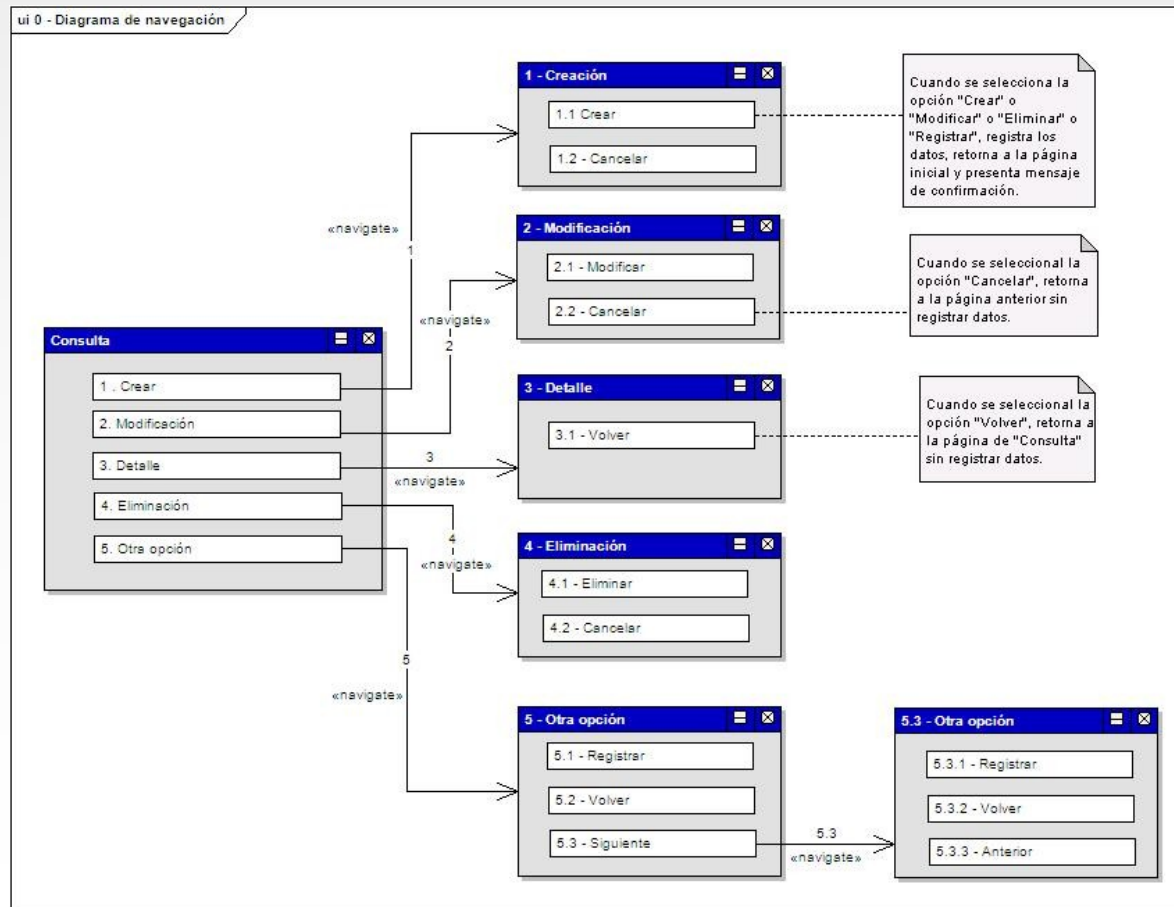 ui 0 - Diagrama de navegación
1 - Creación
1.1 Crear
1.2 - Cancelar
Cuando se selecciona la
opción "Crear" o
"Modificar" o "Eliminar" o
"Registrar", registra los
datos, retorna a la página
inicial y presenta mensaje
de confirmación.
«navigate»
1
2 - Modificación
2.1 - Modificar
2.2 - Cancelar
Cuando se seleccional la
opción "Cancelar", retorna
a la página anterior sin
registrar datos.
«navigate»
2
Consulta
1 . Crear
2. Modificación
3. Detalle
4. Eliminación
5. Otra opción
3
«navigate»
3 - Detalle
3.1 - Volver
Cuando se seleccional la
opción "Volver", retorna a
la página de "Consulta"
sin registrar datos.
4
«navigate»
4 - Eliminación
4.1 - Eliminar
4.2 - Cancelar
5
«navigate»
5 - Otra opción
5.1 - Registrar
5.2 - Volver
5.3 - Siguiente
5.3
«navigate»
5.3 - Otra opción
5.3.1 - Registrar
5.3.2 - Volver
5.3.3 - Anterior